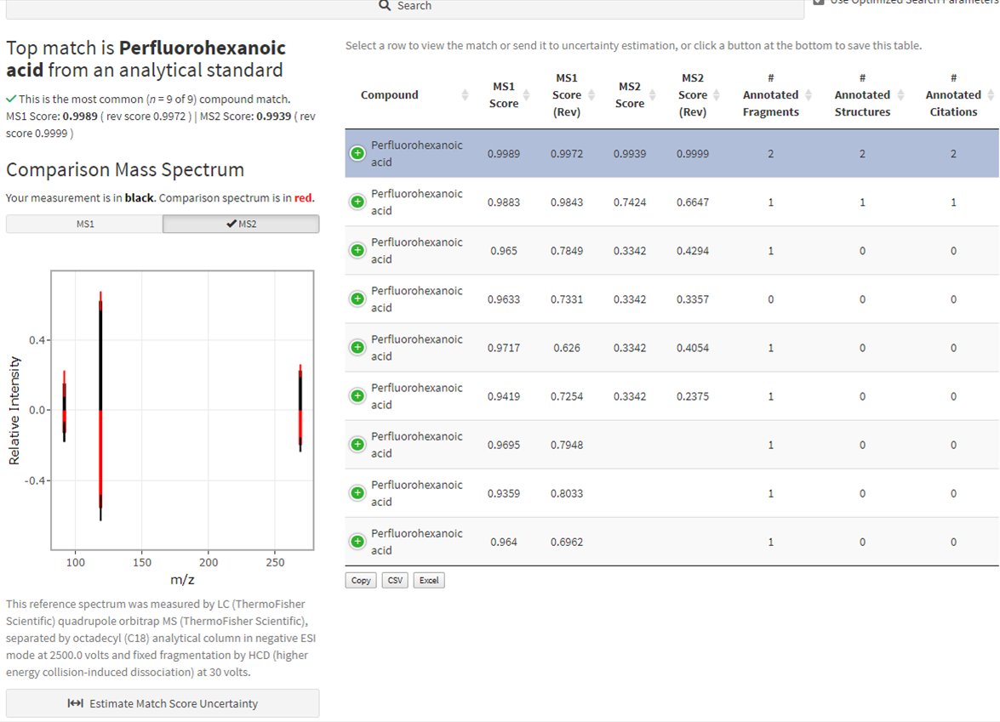 Search
Use Optimized Search Parameters
Top match is Perfluorohexanoic
acid from an analytical standard
This is the most common (n = 9 of 9) compound match.
MS1 Score: 0.9989 ( rev score 0.9972 ) | MS2 Score: 0.9939 ( rev
score 0.9999 )
Comparison Mass Spectrum
Your measurement is in black. Comparison spectrum is in red.
MS1 MS2
Relative Intensity
0.4
0.0
-0.4
100 150 200 250
m/z
This reference spectrum was measured by LC (ThermoFisher
Scientific) quadrupole orbitrap MS (ThermoFisher Scientific),
separated by octadecyl (C18) analytical column in negative ESI
mode at 2500.0 volts and fixed fragmentation by HCD (higher
energy collision-induced dissociation) at 30 volts.
Estimate Match Score Uncertainty
Select a row to view the match or send it to uncertainty estimation, or click a button at the bottom to save this table.
Compound MS1 Score MS1 Score (Rev) MS2 Score MS2 Score (Rev) # Annotated Fragments # Annotated Structures # Annotated Citations
Perfluorohexanoic acid 0.9989 0.9972 0.9939 0.9999 2 2 2
Perfluorohexanoic acid 0.9883 0.9843 0.7424 0.6647 1 1 1
Perfluorohexanoic acid 0.965 0.7849 0.3342 0.4294 1 0 0
Perfluorohexanoic acid 0.9633 0.7331 0.3342 0.3357 0 0 0
Perfluorohexanoic acid 0.9717 0.626 0.3342 0.4054 1 0 0
Perfluorohexanoic acid 0.9419 0.7254 0.3342 0.2375 1 0 0
Perfluorohexanoic acid 0.9695 0.7948 1 0 0
Perfluorohexanoic acid 0.9359 0.8033 1 0 0
Perfluorohexanoic acid 0.964 0.6962 1 0 0
Copy CSV Excel